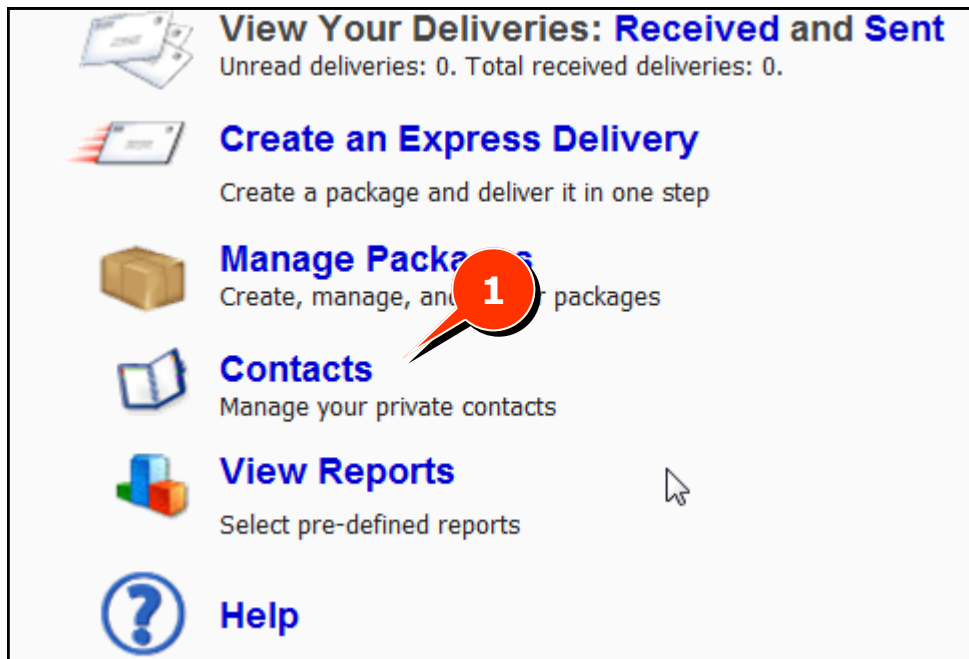 View Your Deliveries: Received and Sent
Unread deliveries: 0. Total received deliveries: 0.
Create an Express Delivery
Create a package and deliver it in one step
Manage
1
Create, manage, packages
Contacts
Manage your private contacts
View Reports
Select pre-defined reports
Help